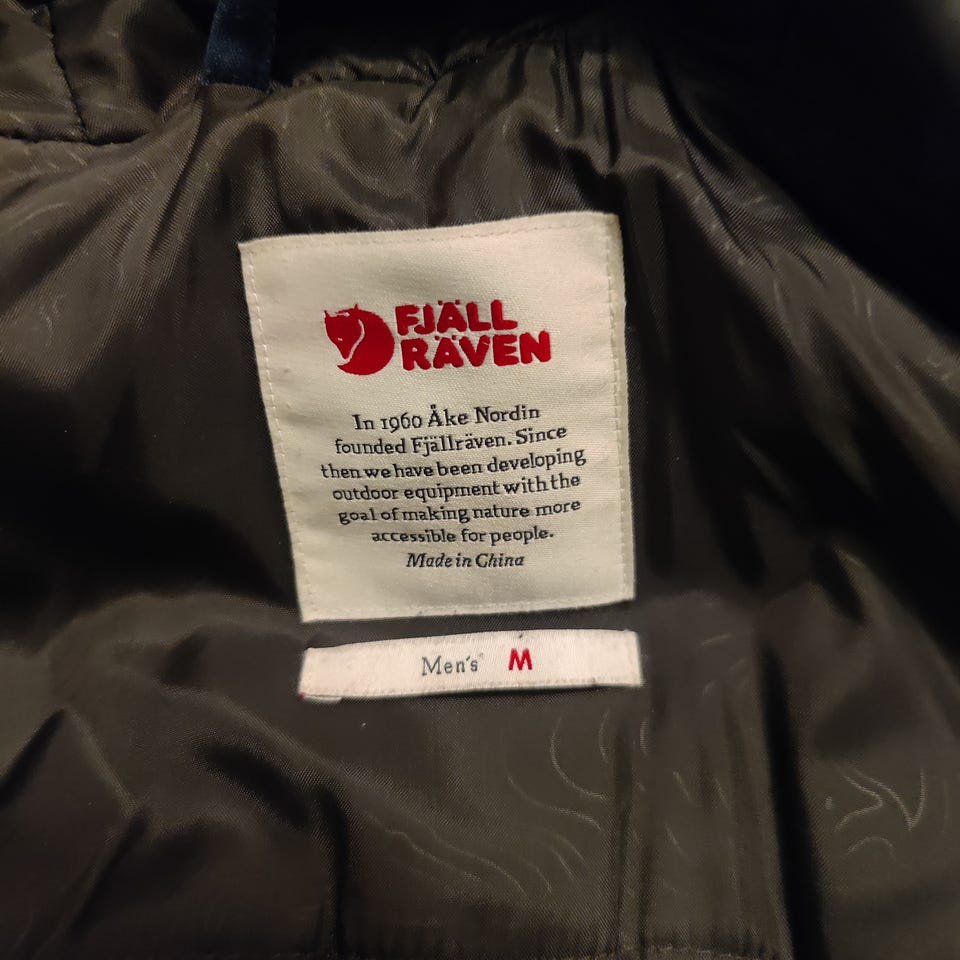 FJÄLL
RÄVEN
In 1960 Åke Nordin
founded Fjällräven. Since
then we have been developing
outdoor equipment with the
goal of making nature more
accessible for people.
Made in China
Men's M